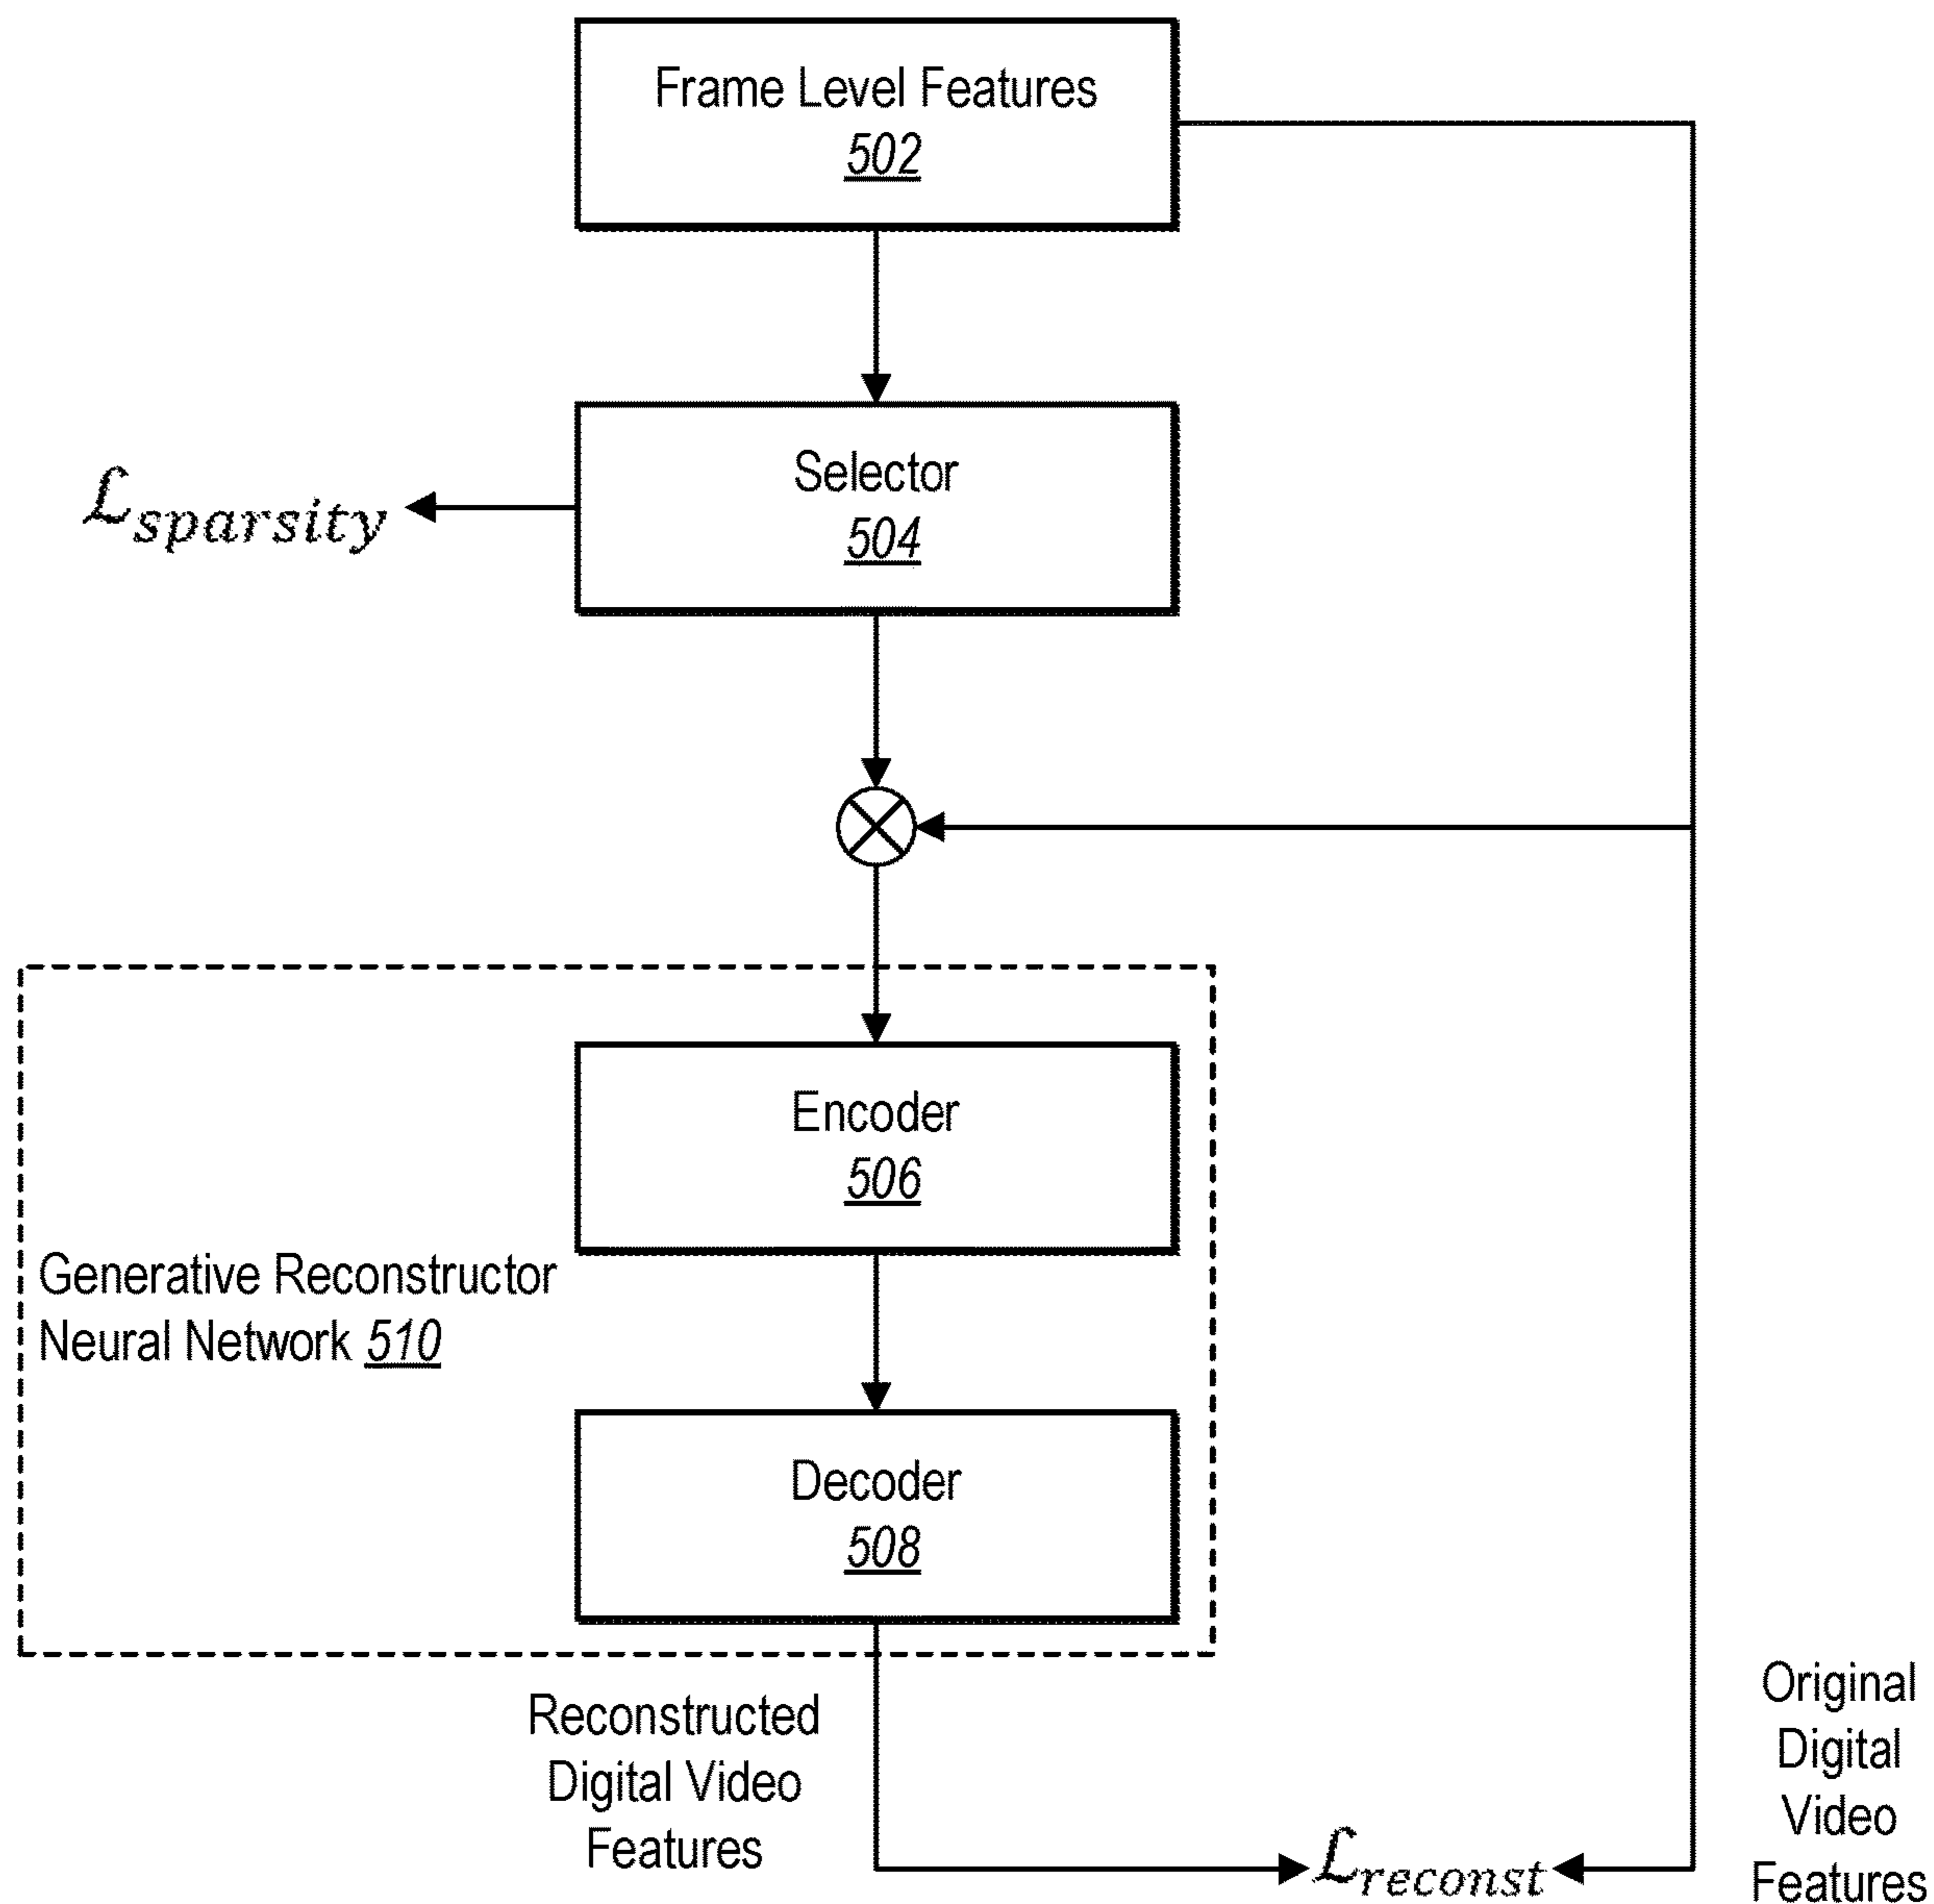 Frame Level Features
502
Selector
504
ℒsparsity
Encoder
506
Generative Reconstructor
Neural Network 510
Decoder
508
Reconstructed
Digital Video
Features
Original
Digital
Video
Features
ℒreconst